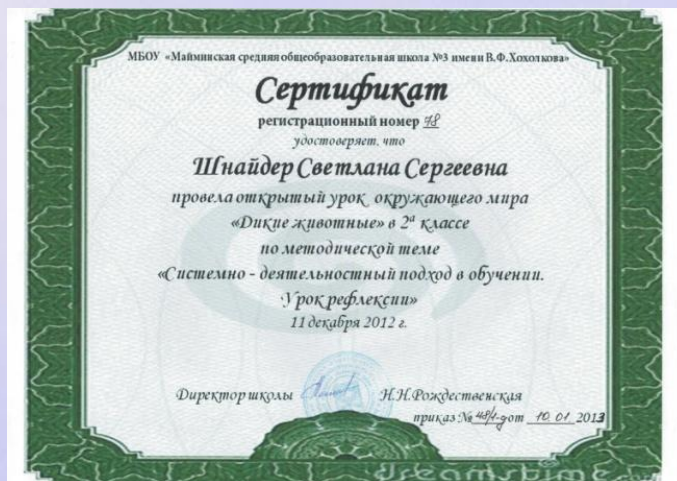 МБОУ «Майминская средняя общеобразовательная школа №3 имени В.Ф.Хохолкова»
Сертификат
регистрационный номер 78
удостоверяет, что
Шнайдер Светлана Сергеевна
провела открытый урок окружающего мира
«Дикие животные» в 2а классе
по методической теме
«Системно - деятельностный подход в обучении.
Урок рефлексии»
11 декабря 2012 г.
Директор школы Н.Н.Рождественская
приказ № от 10.01 2013
dreamstime.com